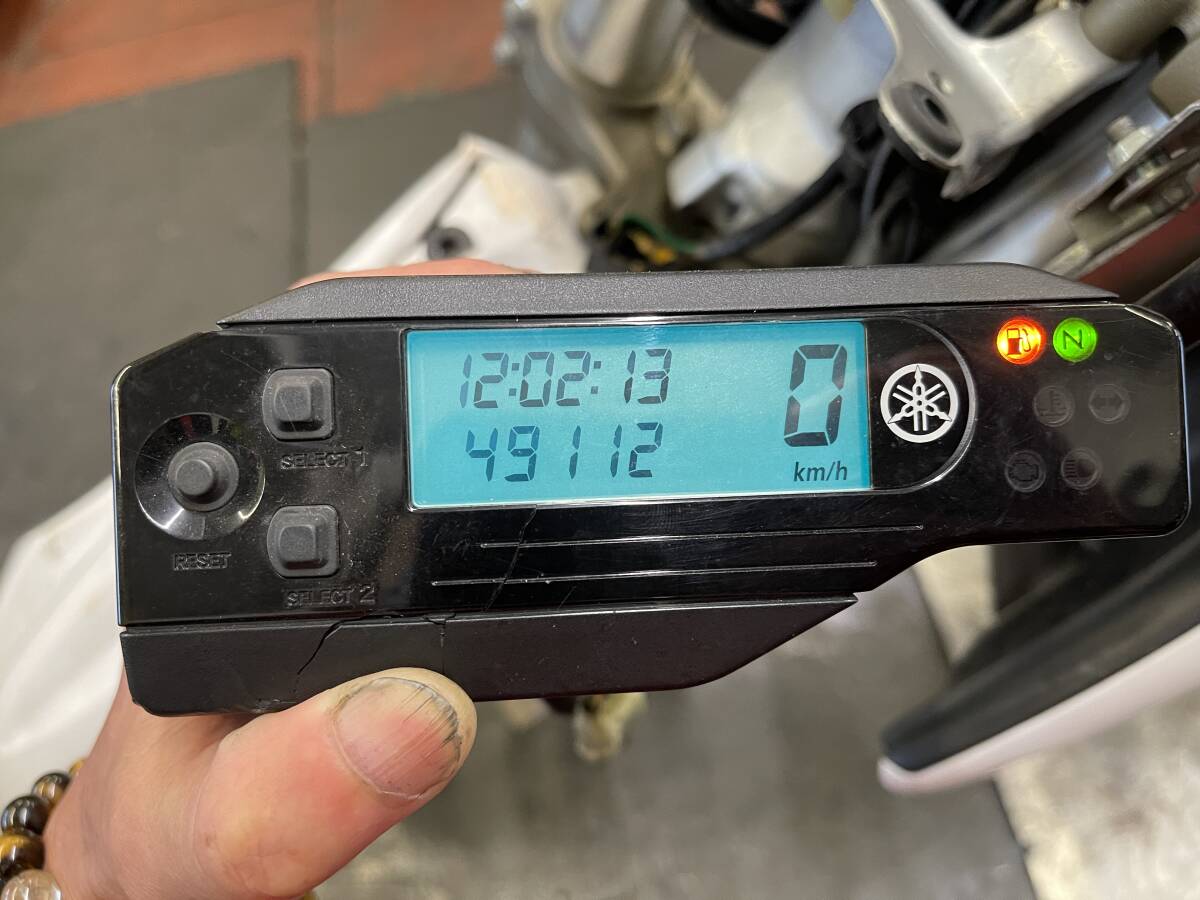 12:02:13
49112
0
km/h
N
SELECT 1
RESET
SELECT 2